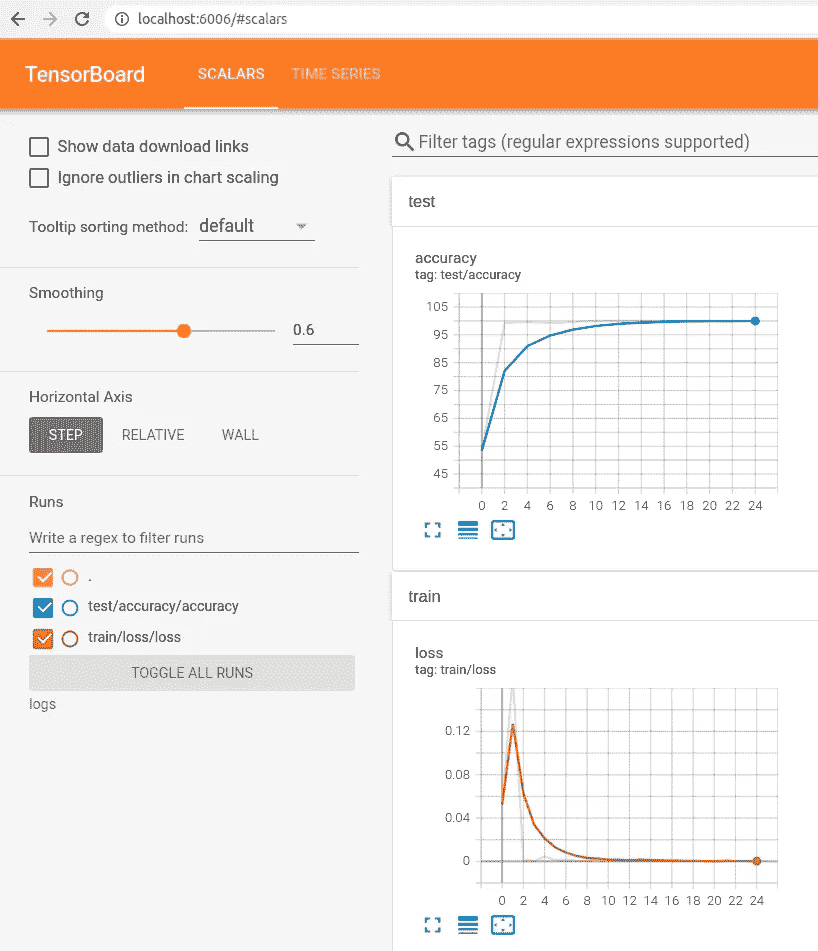 localhost:6006/#scalars
TensorBoard SCALARS TIME SERIES
Show data download links
Ignore outliers in chart scaling
Tooltip sorting method: default
Smoothing
0.6
Horizontal Axis
STEP RELATIVE WALL
Runs
Write a regex to filter runs
.
test/accuracy/accuracy
train/loss/loss
TOGGLE ALL RUNS
logs
Filter tags (regular expressions supported)
test
accuracy
tag: test/accuracy
105
95
85
75
65
55
45
0 2 4 6 8 10 12 14 16 18 20 22 24
train
loss
tag: train/loss
0.12
0.08
0.04
0
0 2 4 6 8 10 12 14 16 18 20 22 24